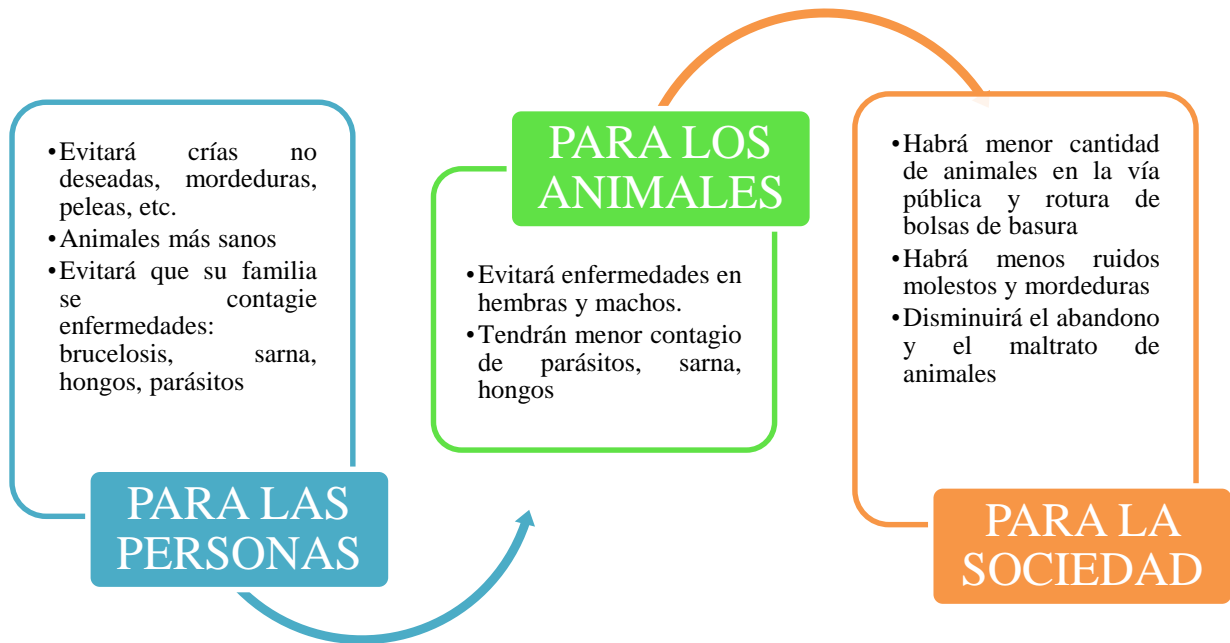 •Evitará crías no
deseadas, mordeduras,
peleas, etc.
•Animales más sanos
•Evitará que su familia
se contagie
enfermedades:
brucelosis, sarna,
hongos, parásitos
PARA LAS
PERSONAS
PARA LOS
ANIMALES
•Evitará enfermedades en
hembras y machos.
•Tendrán menor contagio
de parásitos, sarna,
hongos
•Habrá menor cantidad
de animales en la vía
pública y rotura de
bolsas de basura
•Habrá menos ruidos
molestos y mordeduras
•Disminuirá el abandono
y el maltrato de
animales
PARA LA
SOCIEDAD